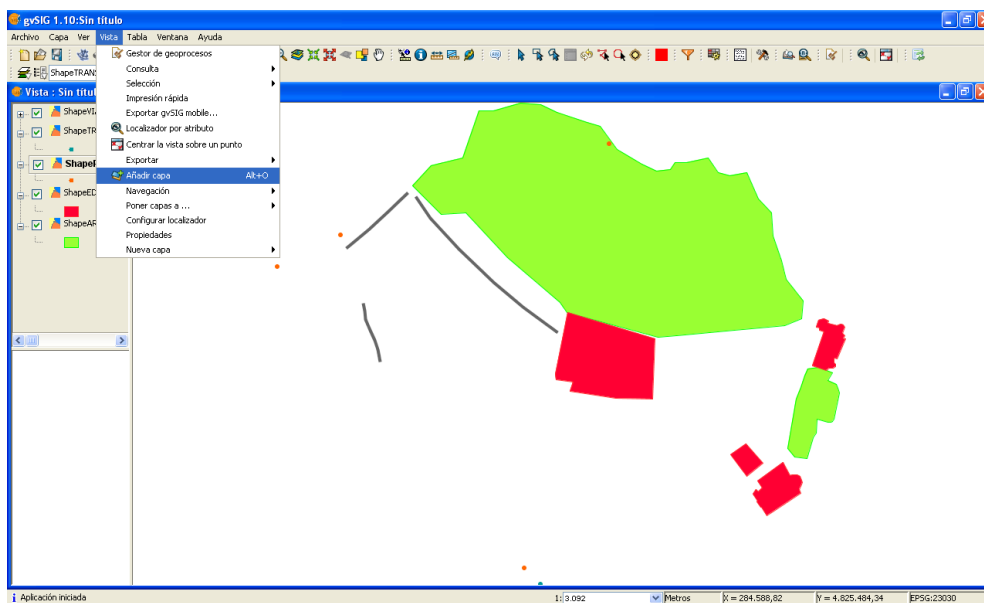 gvSIG 1.10:Sin título
Archivo Capa Ver Vista Tabla Ventana Ayuda
ShapeTRANS
Vista : Sin títul
Gestor de geoprocesos
Consulta
Selección
Impresión rápida
Exportar gvSIG mobile...
Localizador por atributo
Centrar la vista sobre un punto
Exportar
Añadir capa Alt+O
Navegación
Poner capas a ...
Configurar localizador
Propiedades
Nueva capa
ShapeVI
ShapeTR
ShapeED
ShapeAR
Aplicación iniciada
1: 3.092
Metros
X = 284.588,82
Y = 4.825.484,34
EPSG:23030